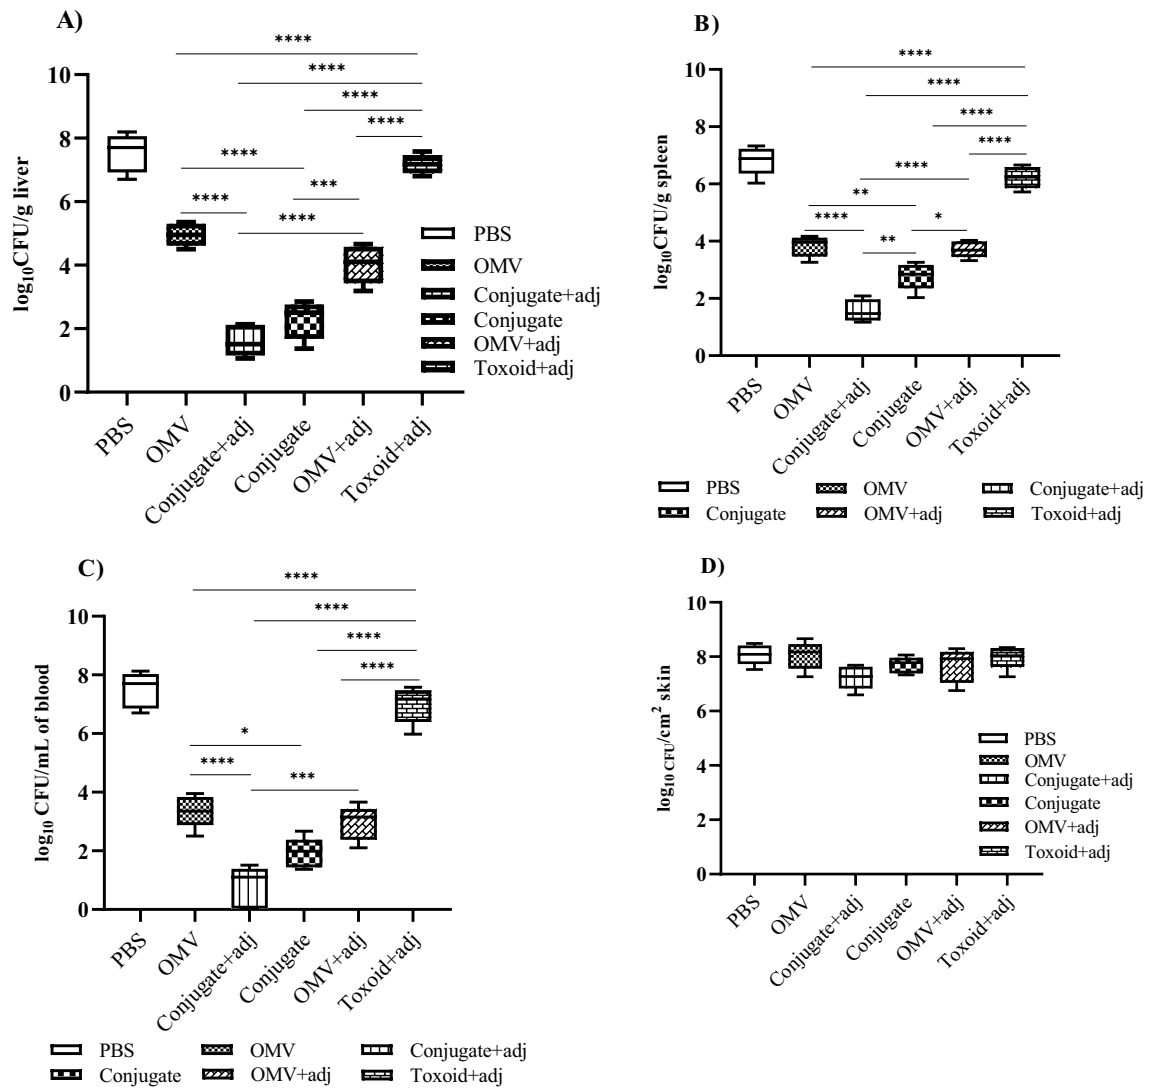 A)
****
****
****
****
****
***
****
****
log10CFU/g liver
10
8
6
4
2
0
PBS
OMV
Conjugate+adj
Conjugate
OMV+adj
Toxoid+adj
PBS
OMV
Conjugate+adj
Conjugate
OMV+adj
Toxoid+adj
B)
****
****
****
****
****
**
****
*
**
log10CFU/g spleen
10
8
6
4
2
0
PBS
OMV
Conjugate+adj
Conjugate
OMV+adj
Toxoid+adj
PBS
OMV
Conjugate+adj
Conjugate
OMV+adj
Toxoid+adj
C)
****
****
****
****
*
****
***
log10 CFU/mL of blood
10
8
6
4
2
0
PBS
OMV
Conjugate+adj
Conjugate
OMV+adj
Toxoid+adj
PBS
OMV
Conjugate+adj
Conjugate
OMV+adj
Toxoid+adj
D)
log10 CFU/cm2 skin
10
8
6
4
2
0
PBS
OMV
Conjugate+adj
Conjugate
OMV+adj
Toxoid+adj
PBS
OMV
Conjugate+adj
Conjugate
OMV+adj
Toxoid+adj